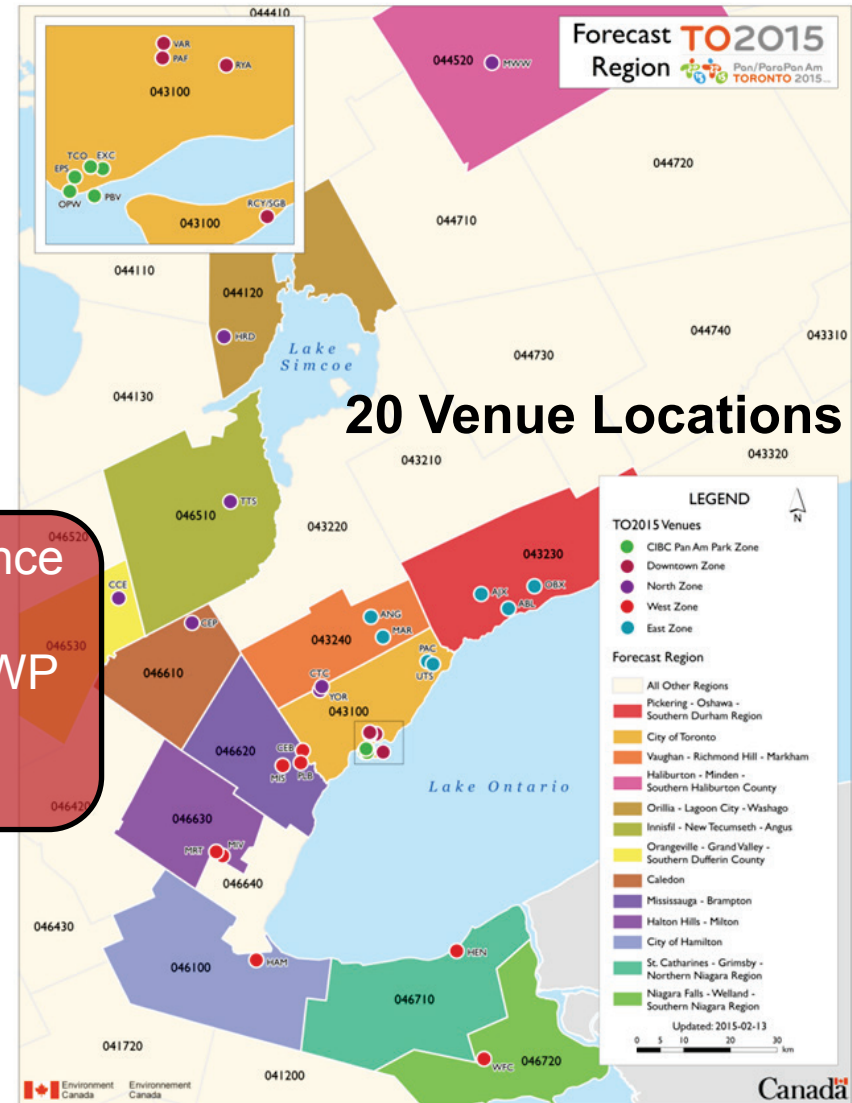 044410
Forecast
Region
TO2015
Pan/ParaPan Am
TORONTO 2015
VAR
PAF
RYA
043100
TCO
EXC
EPS
OPW
PBV
RCY/SGB
043100
044520
MWW
044720
044710
044110
044120
HRD
Lake
Simcoe
044740
043310
044730
044130
20 Venue Locations
043210
043320
046510
TTS
043220
046520
nce
WP
CCE
046530
CEP
046610
043230
AJX
OBX
ABL
ANG
MAR
043240
PAC
UTS
CTC
YOR
043100
046620
CEB
MIS
PLB
Lake Ontario
046420
046630
MRT
MIV
046640
046430
046100
HAM
HEN
046710
WFC
046720
041720
041200
LEGEND
N
TO2015 Venues
CIBC Pan Am Park Zone
Downtown Zone
North Zone
West Zone
East Zone
Forecast Region
All Other Regions
Pickering - Oshawa -
Southern Durham Region
City of Toronto
Vaughan - Richmond Hill - Markham
Haliburton - Minden -
Southern Haliburton County
Orillia - Lagoon City - Washago
Innisfil - New Tecumseth - Angus
Orangeville - Grand Valley -
Southern Dufferin County
Caledon
Mississauga - Brampton
Halton Hills - Milton
City of Hamilton
St. Catharines - Grimsby -
Northern Niagara Region
Niagara Falls - Welland -
Southern Niagara Region
Updated: 2015-02-13
0 5 10 20 30
km
Environment
Canada
Environnement
Canada
Canada